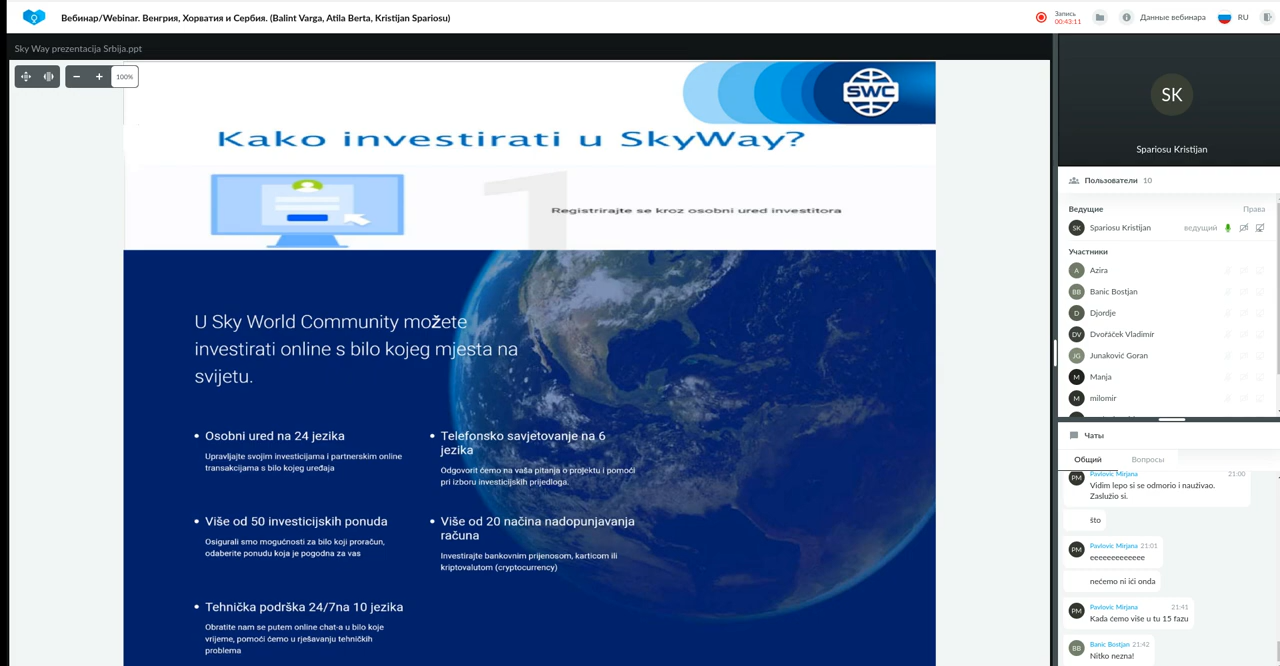 Вебинар/Webinar. Венгрия, Хорватия и Сербия. (Balint Varga, Atila Berta, Kristijan Spariosu)
Запись
00:43:11
Данные вебинара
RU
Sky Way prezentacija Srbija.ppt
100%
SWC
Kako investirati u SkyWay?
1
Registrirajte se kroz osobni ured investitora
U Sky World Community možete
investirati online s bilo kojeg mjesta na
svijetu.
• Osobni ured na 24 jezika
Upravljajte svojim investicijama i partnerskim online
transakcijama s bilo kojeg uređaja
• Telefonsko savjetovanje na 6
jezika
Odgovorit ćemo na vaša pitanja o projektu i pomoći
pri izboru investicijskih prijedloga.
• Više od 50 investicijskih ponuda
Osigurali smo mogućnosti za bilo koji proračun,
odaberite ponudu koja je pogodna za vas
• Više od 20 načina nadopunjavanja
računa
Investirajte bankovnim prijenosom, karticom ili
kriptovalutom (cryptocurrency)
• Tehnička podrška 24/7na 10 jezika
Obratite nam se putem online chat-a u bilo koje
vrijeme, pomoći ćemo u rješavanju tehničkih
problema
SK
Spariosu Kristijan
Пользователи 10
Ведущие Права
SK Spariosu Kristijan ведущий
Участники
A Azira
BB Banic Bostjan
D Djordje
DV Dvořáček Vladimír
JG Junaković Goran
M Manja
M milomir
Чаты
Общий Вопросы
PM Pavlovic Mirjana 21:00
Vidim lepo si se odmorio i nauživao.
Zaslužio si.
što
PM Pavlovic Mirjana 21:01
eeeeeeeeeeeee
nećemo ni ići onda
PM Pavlovic Mirjana 21:41
Kada ćemo više u tu 15 fazu
BB Banic Bostjan 21:42
Nitko nezna!